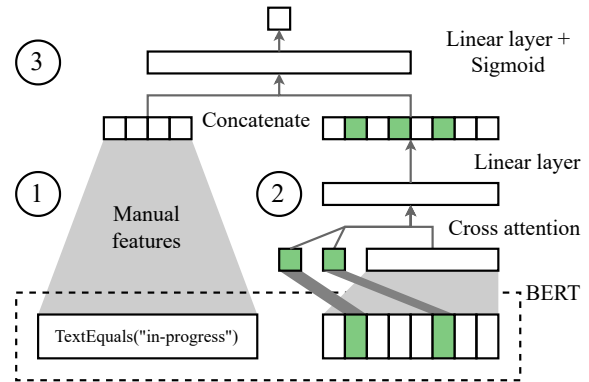 3
Linear layer +
Sigmoid
Concatenate
Linear layer
1
2
Manual
features
Cross attention
BERT
TextEquals("in-progress")